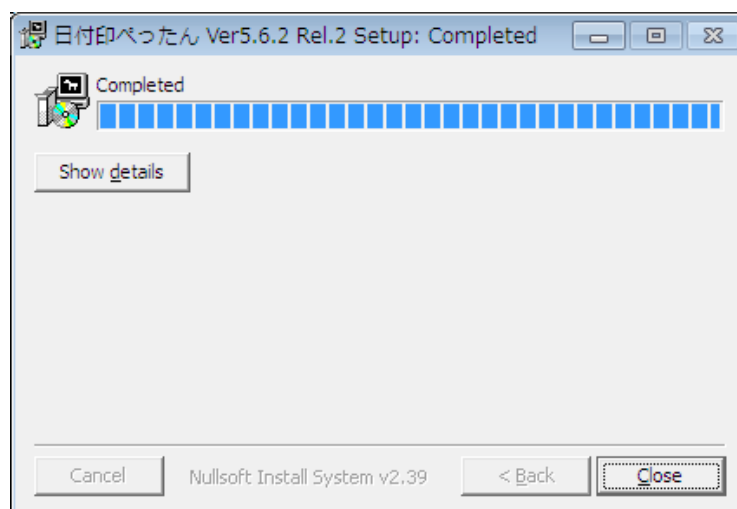 日付印ぺったん Ver5.6.2 Rel.2 Setup: Completed
Completed
Show details
Cancel
Nullsoft Install System v2.39
< Back
Close